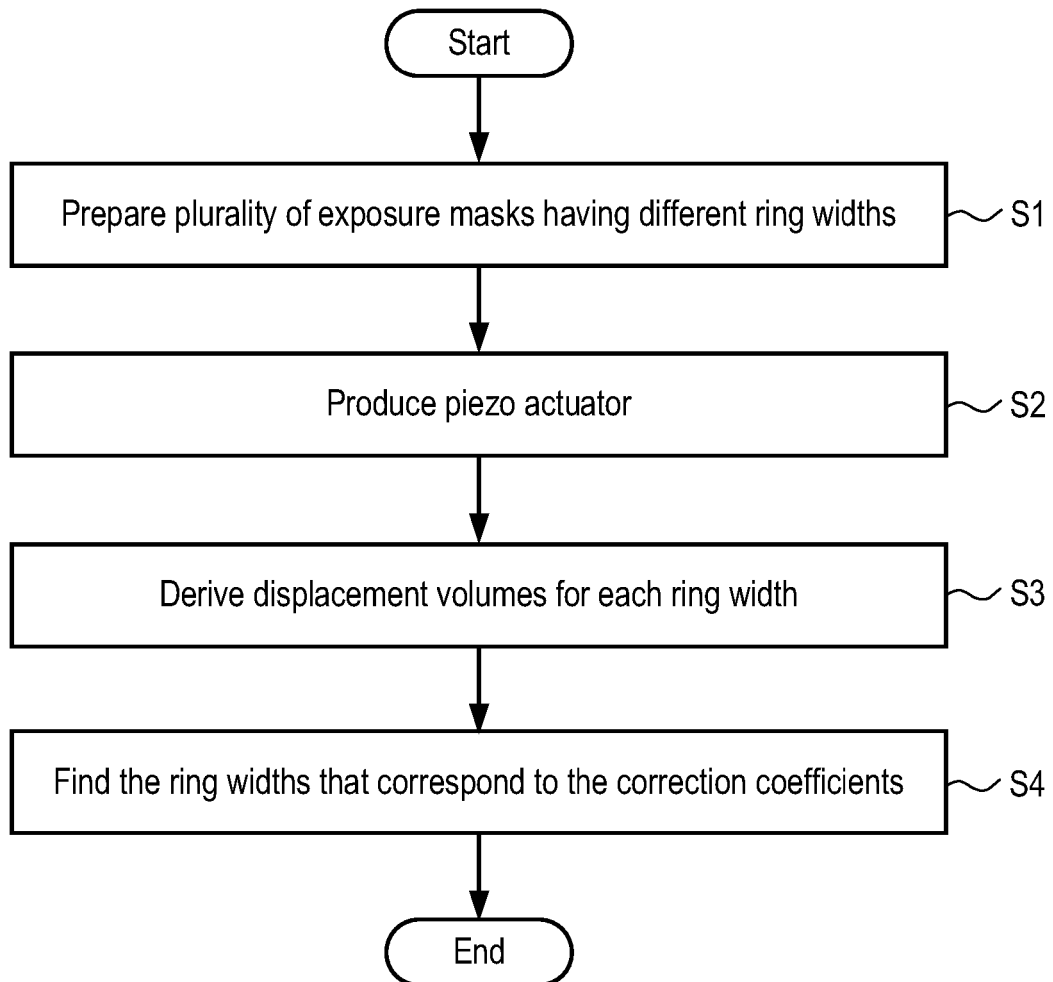 Start
Prepare plurality of exposure masks having different ring widths
S1
Produce piezo actuator
S2
Derive displacement volumes for each ring width
S3
Find the ring widths that correspond to the correction coefficients
S4
End